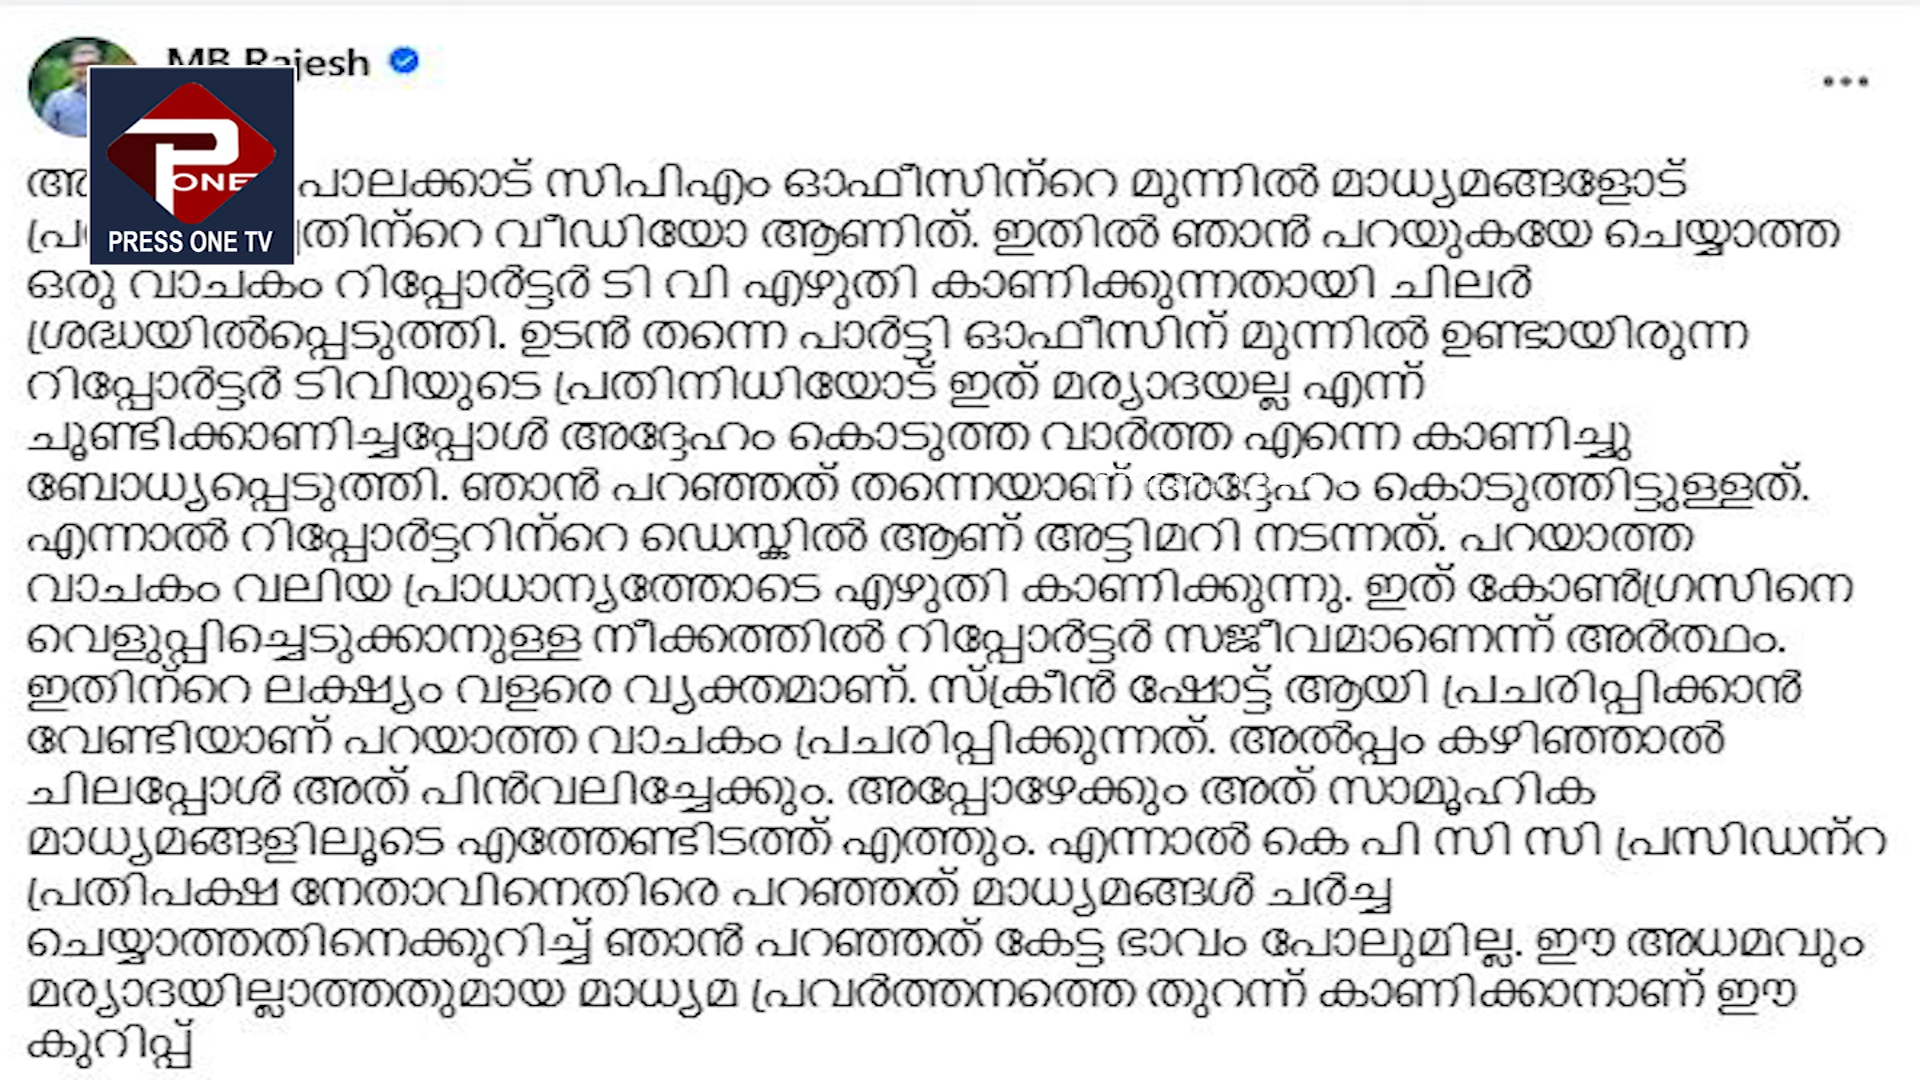 MB Rajesh
PONE
PRESS ONE TV
പാലക്കാട് സിപിഎം ഓഫീസിന്റെ മുന്നിൽ മാധ്യമങ്ങളോട്
വീഡിയോ ആണിത്. ഇതിൽ ഞാൻ പറയുകയേ ചെയ്യാത്ത
ഒരു വാചകം റിപ്പോർട്ടർ ടി വി എഴുതി കാണിക്കുന്നതായി ചിലർ
ശ്രദ്ധയിൽപ്പെടുത്തി. ഉടൻ തന്നെ പാർട്ടി ഓഫീസിന് മുന്നിൽ ഉണ്ടായിരുന്ന
റിപ്പോർട്ടർ ടിവിയുടെ പ്രതിനിധിയോട് ഇത് മര്യാദയല്ല എന്ന്
ചൂണ്ടിക്കാണിച്ചപ്പോൾ അദ്ദേഹം കൊടുത്ത വാർത്ത എന്നെ കാണിച്ചു
ബോധ്യപ്പെടുത്തി. ഞാൻ പറഞ്ഞത് തന്നെയാണ് അദ്ദേഹം കൊടുത്തിട്ടുള്ളത്.
എന്നാൽ റിപ്പോർട്ടറിന്റെ ഡെസ്കിൽ ആണ് അട്ടിമറി നടന്നത്. പറയാത്ത
വാചകം വലിയ പ്രാധാന്യത്തോടെ എഴുതി കാണിക്കുന്നു. ഇത് കോൺഗ്രസിനെ
വെളുപ്പിച്ചെടുക്കാനുള്ള നീക്കത്തിൽ റിപ്പോർട്ടർ സജീവമാണെന്ന് അർത്ഥം.
ഇതിന്റെ ലക്ഷ്യം വളരെ വ്യക്തമാണ്. സ്ക്രീൻ ഷോട്ട് ആയി പ്രചരിപ്പിക്കാൻ
വേണ്ടിയാണ് പറയാത്ത വാചകം പ്രചരിപ്പിക്കുന്നത്. അൽപ്പം കഴിഞ്ഞാൽ
ചിലപ്പോൾ അത് പിൻവലിച്ചേക്കും. അപ്പോഴേക്കും അത് സാമൂഹിക
മാധ്യമങ്ങളിലൂടെ എത്തേണ്ടിടത്ത് എത്തും. എന്നാൽ കെ പി സി സി പ്രസിഡന്റ
പ്രതിപക്ഷ നേതാവിനെതിരെ പറഞ്ഞത് മാധ്യമങ്ങൾ ചർച്ച
ചെയ്യാത്തതിനെക്കുറിച്ച് ഞാൻ പറഞ്ഞത് കേട്ട ഭാവം പോലുമില്ല. ഈ അധമവും
മര്യാദയില്ലാത്തതുമായ മാധ്യമ പ്രവർത്തനത്തെ തുറന്ന് കാണിക്കാനാണ് ഈ
കുറിപ്പ്